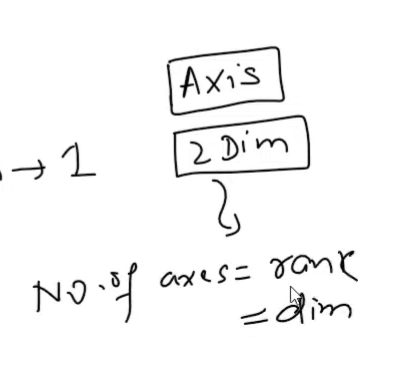 Axis
→ 1
2 Dim
No. of axes = rank
= dim